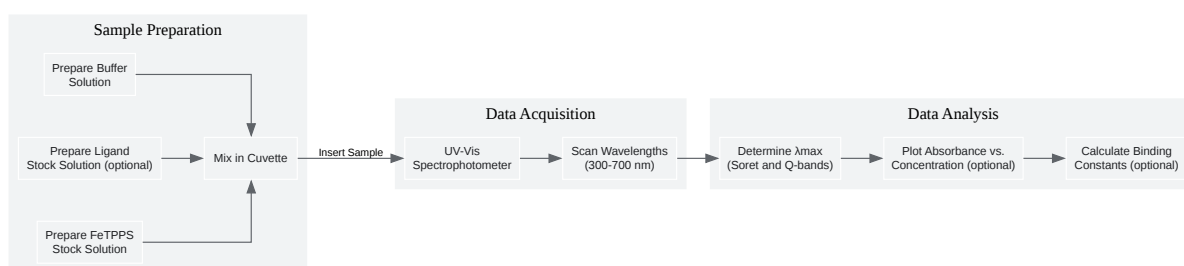 Sample Preparation
Prepare Buffer
Solution
Prepare Ligand
Stock Solution (optional)
Prepare FeTPPS
Stock Solution
Mix in Cuvette
Insert Sample
Data Acquisition
UV-Vis
Spectrophotometer
Scan Wavelengths
(300-700 nm)
Data Analysis
Determine λmax
(Soret and Q-bands)
Plot Absorbance vs.
Concentration (optional)
Calculate Binding
Constants (optional)